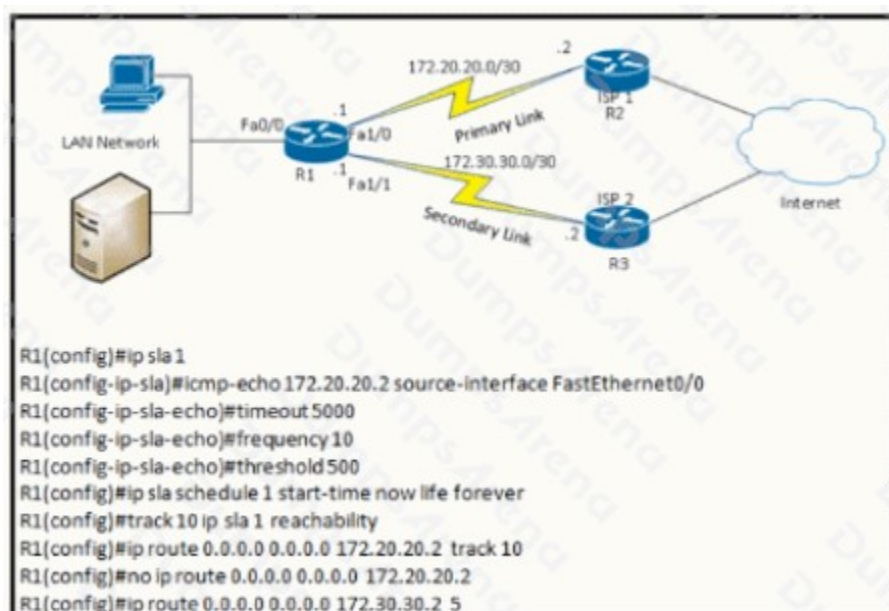 172.20.20.0/30
.2
ISP 1
R2
Primary Link
.1
Fa0/0
Fa1/0
LAN Network
R1
.1
Fa1/1
172.30.30.0/30
Secondary Link
ISP 2
.2
R3
Internet
R1(config)#ip sla 1
R1(config-ip-sla)#icmp-echo 172.20.20.2 source-interface FastEthernet0/0
R1(config-ip-sla-echo)#timeout 5000
R1(config-ip-sla-echo)#frequency 10
R1(config-ip-sla-echo)#threshold 500
R1(config)#ip sla schedule 1 start-time now life forever
R1(config)#track 10 ip sla 1 reachability
R1(config)#ip route 0.0.0.0 0.0.0.0 172.20.20.2 track 10
R1(config)#no ip route 0.0.0.0 0.0.0.0 172.20.20.2
R1(config)#ip route 0.0.0.0 0.0.0.0 172.30.30.2 5
DumpsArena